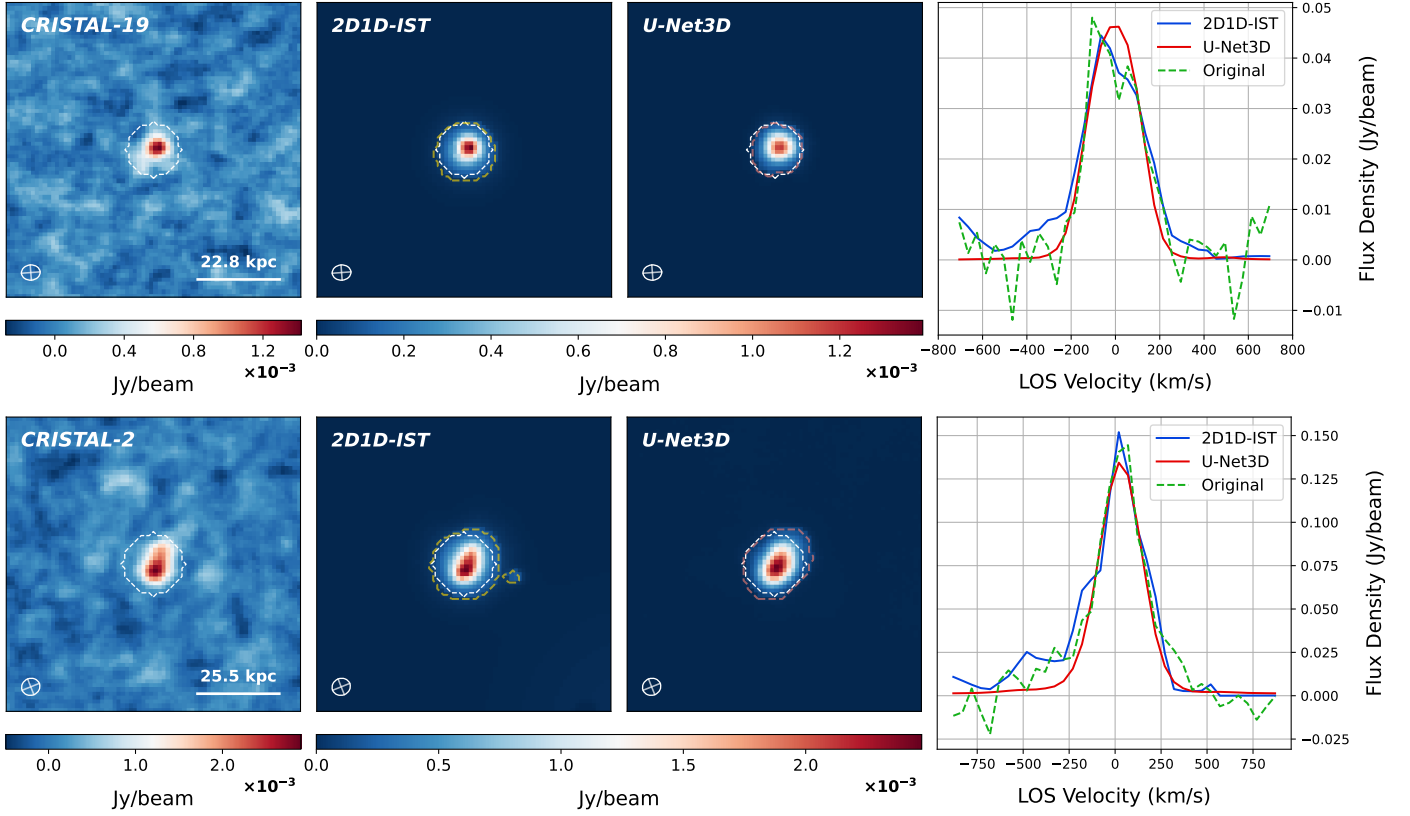 CRISTAL-19
2D1D-IST
U-Net3D
22.8 kpc
0.0 0.4 0.8 1.2
×10⁻³
Jy/beam
0.0 0.2 0.4 0.6 0.8 1.0 1.2
×10⁻³
Jy/beam
2D1D-IST
U-Net3D
Original
0.05
0.04
0.03
0.02
0.01
0.00
−0.01
Flux Density (Jy/beam)
−800 −600 −400 −200 0 200 400 600 800
LOS Velocity (km/s)
CRISTAL-2
2D1D-IST
U-Net3D
25.5 kpc
0.0 1.0 2.0
×10⁻³
Jy/beam
0.0 0.5 1.0 1.5 2.0
×10⁻³
Jy/beam
2D1D-IST
U-Net3D
Original
0.150
0.125
0.100
0.075
0.050
0.025
0.000
−0.025
Flux Density (Jy/beam)
−750 −500 −250 0 250 500 750
LOS Velocity (km/s)